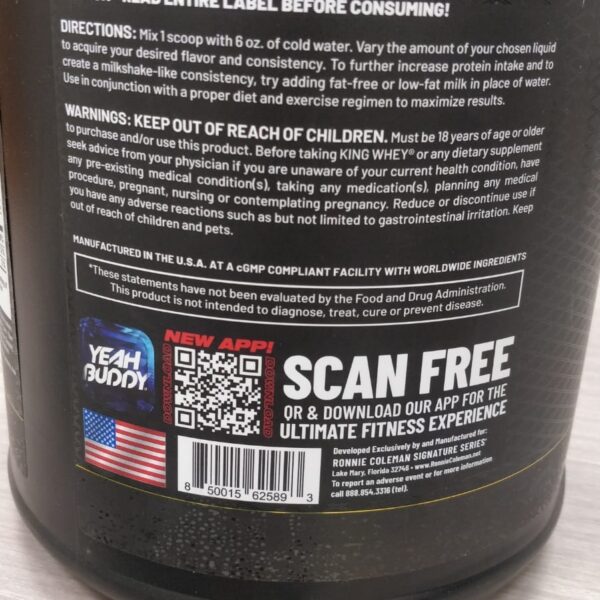 READ ENTIRE LABEL BEFORE CONSUMING!
DIRECTIONS: Mix 1 scoop with 6 oz. of cold water. Vary the amount of your chosen liquid
to acquire your desired flavor and consistency. To further increase protein intake and to
create a milkshake-like consistency, try adding fat-free or low-fat milk in place of water.
Use in conjunction with a proper diet and exercise regimen to maximize results.
WARNINGS: KEEP OUT OF REACH OF CHILDREN. Must be 18 years of age or older
to purchase and/or use this product. Before taking KING WHEY® or any dietary supplement
seek advice from your physician if you are unaware of your current health condition, have
any pre-existing medical condition(s), taking any medication(s), planning any medical
procedure, pregnant, nursing or contemplating pregnancy. Reduce or discontinue use if
you have any adverse reactions such as but not limited to gastrointestinal irritation. Keep
out of reach of children and pets.
MANUFACTURED IN THE U.S.A. AT A cGMP COMPLIANT FACILITY WITH WORLDWIDE INGREDIENTS
*These statements have not been evaluated by the Food and Drug Administration.
This product is not intended to diagnose, treat, cure or prevent disease.
YEAH
BUDDY
NEW APP!
DOWNLOAD
DOWNLOAD
SCAN FREE
QR & DOWNLOAD OUR APP FOR THE
ULTIMATE FITNESS EXPERIENCE
Developed Exclusively by and Manufactured for:
RONNIE COLEMAN SIGNATURE SERIES®
Lake Mary, Florida 32746 • www.RonnieColeman.net
To report an adverse event or for more information
call 888.854.3316 (tel).
8 50015 62589 3